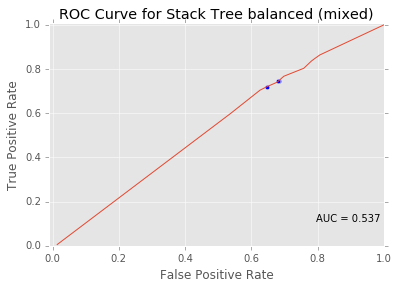 ROC Curve for Stack Tree balanced (mixed)
1.0
0.8
0.6
0.4
0.2
0.0
True Positive Rate
AUC = 0.537
0.0 0.2 0.4 0.6 0.8 1.0
False Positive Rate